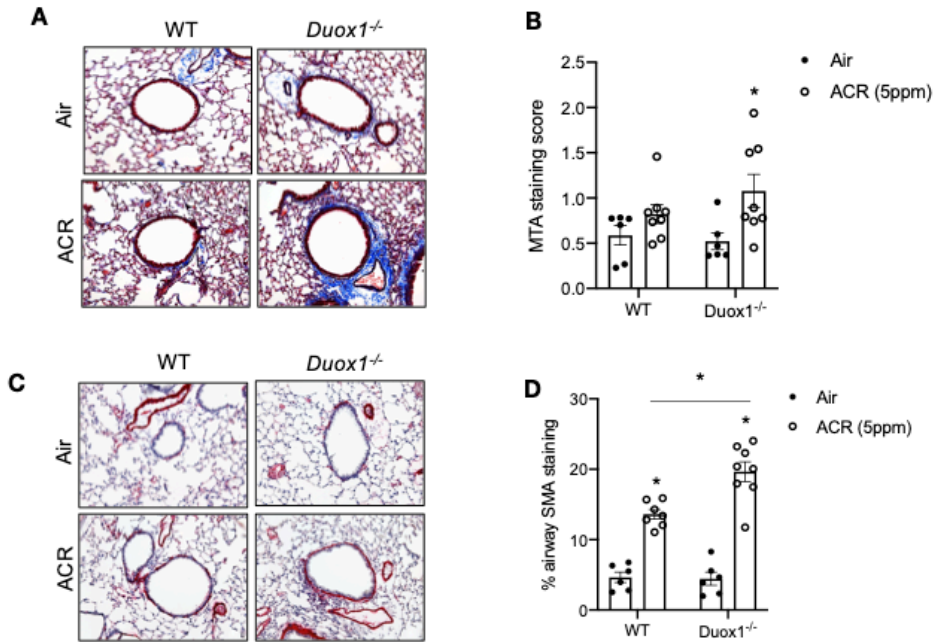 A
WT
Duox1-/-
Air
ACR
B
Air
ACR (5ppm)
*
2.5
2.0
1.5
1.0
0.5
0.0
MTA staining score
WT
Duox1-/-
C
WT
Duox1-/-
Air
ACR
D
Air
ACR (5ppm)
*
*
*
30
20
10
0
% airway SMA staining
WT
Duox1-/-